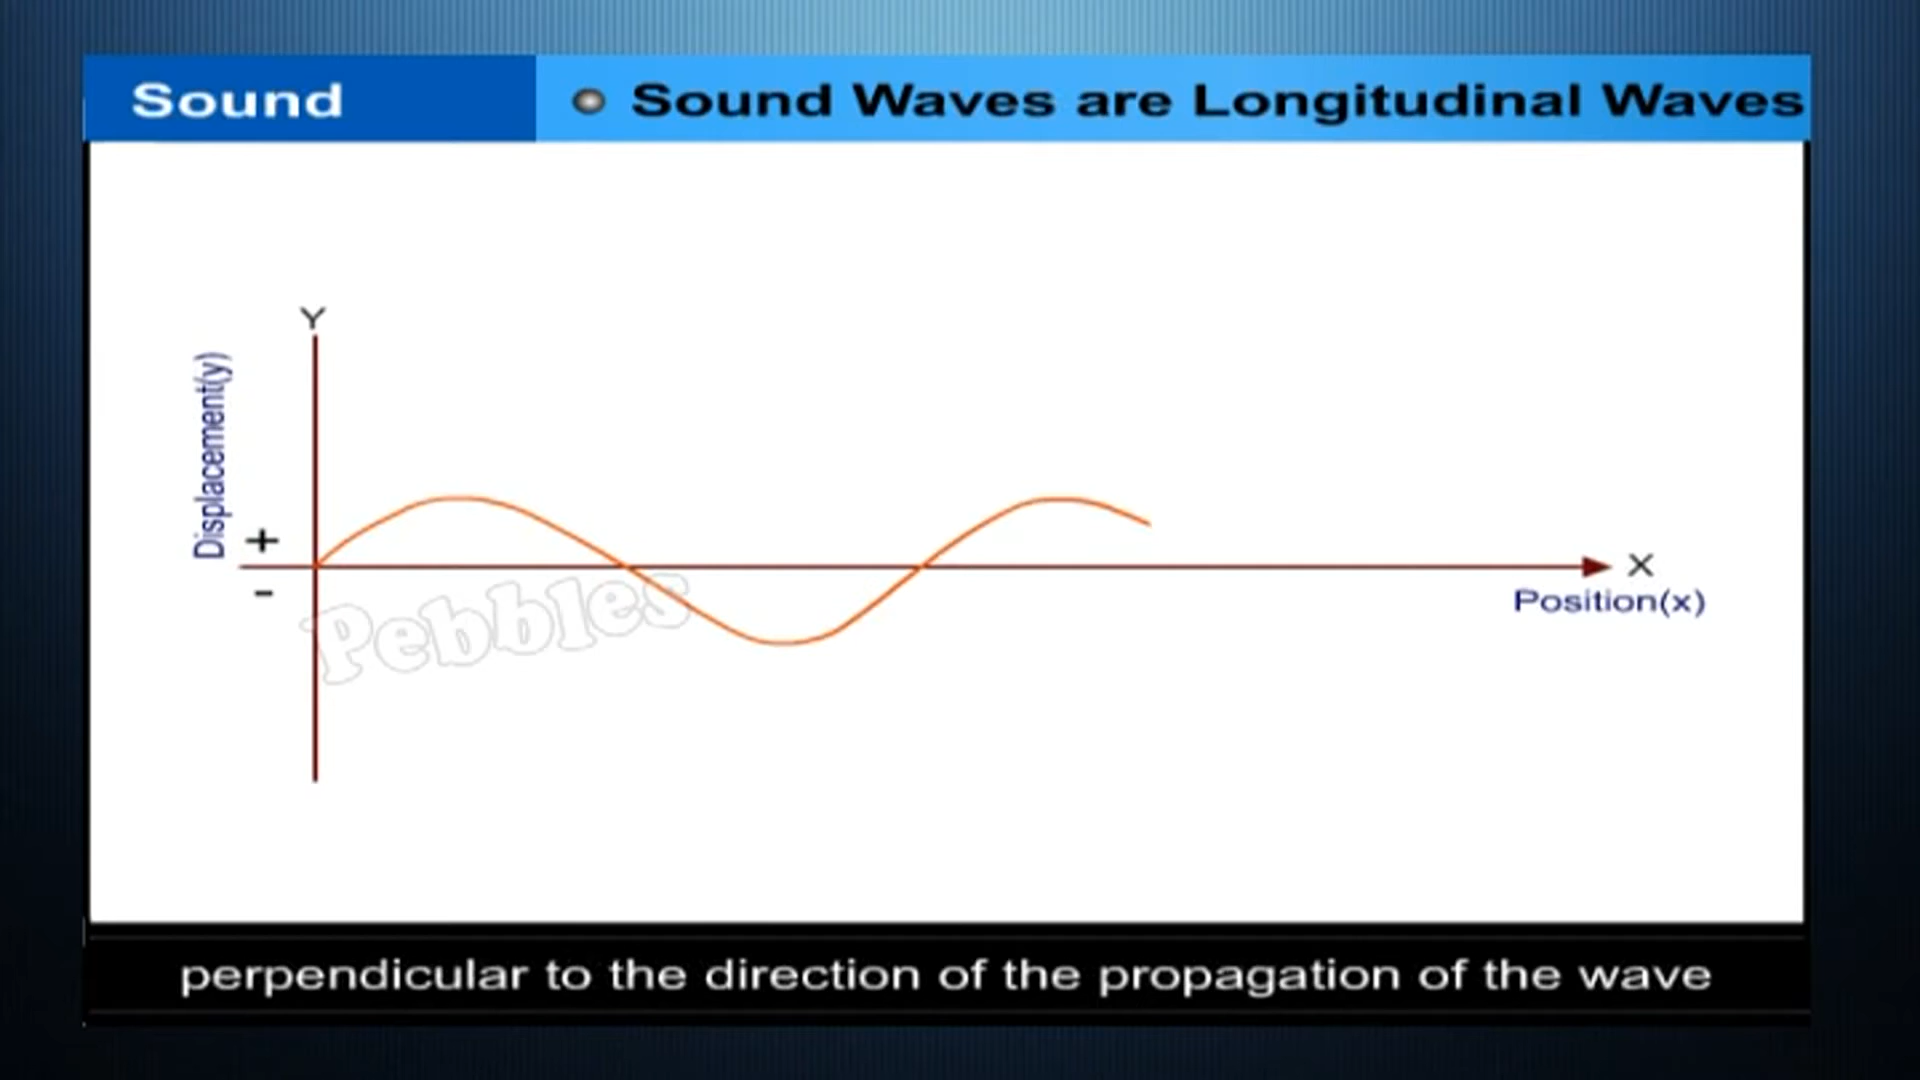 Sound
Sound Waves are Longitudinal Waves
Y
Displacement(y)
+
-
X
Position(x)
Pebbles
perpendicular to the direction of the propagation of the wave